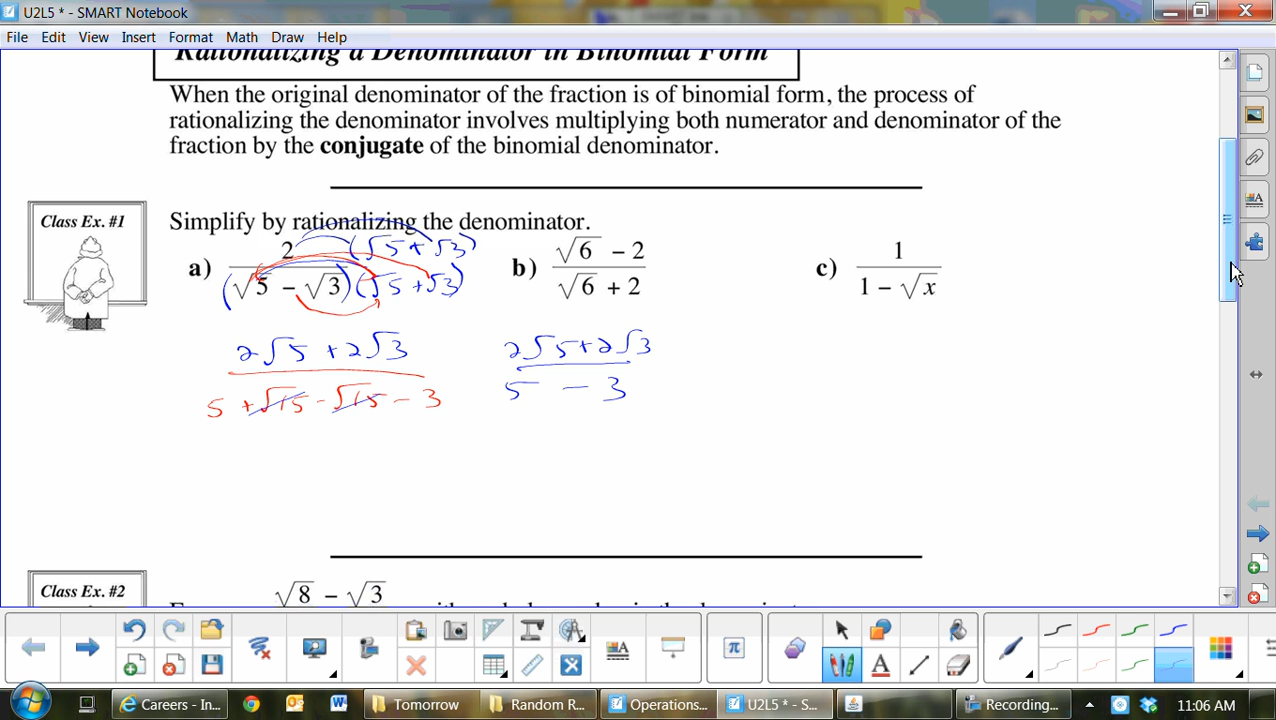 U2L5 * - SMART Notebook
File Edit View Insert Format Math Draw Help
Rationalizing a Denominator in Binomial Form
When the original denominator of the fraction is of binomial form, the process of
rationalizing the denominator involves multiplying both numerator and denominator of the
fraction by the conjugate of the binomial denominator.
Class Ex. #1
Simplify by rationalizing the denominator.
2 (√5 + √3)
a) (√5 − √3) (√5 + √3)
√6 − 2
b) √6 + 2
1
c) 1 − √x
2√5 + 2√3
5 + √15 − √15 − 3
2√5 + 2√3
5 − 3
Class Ex. #2
√8 − √3
π
A
Careers - In...
Tomorrow
Random R...
Operations...
U2L5 * - S...
Recording...
11:06 AM